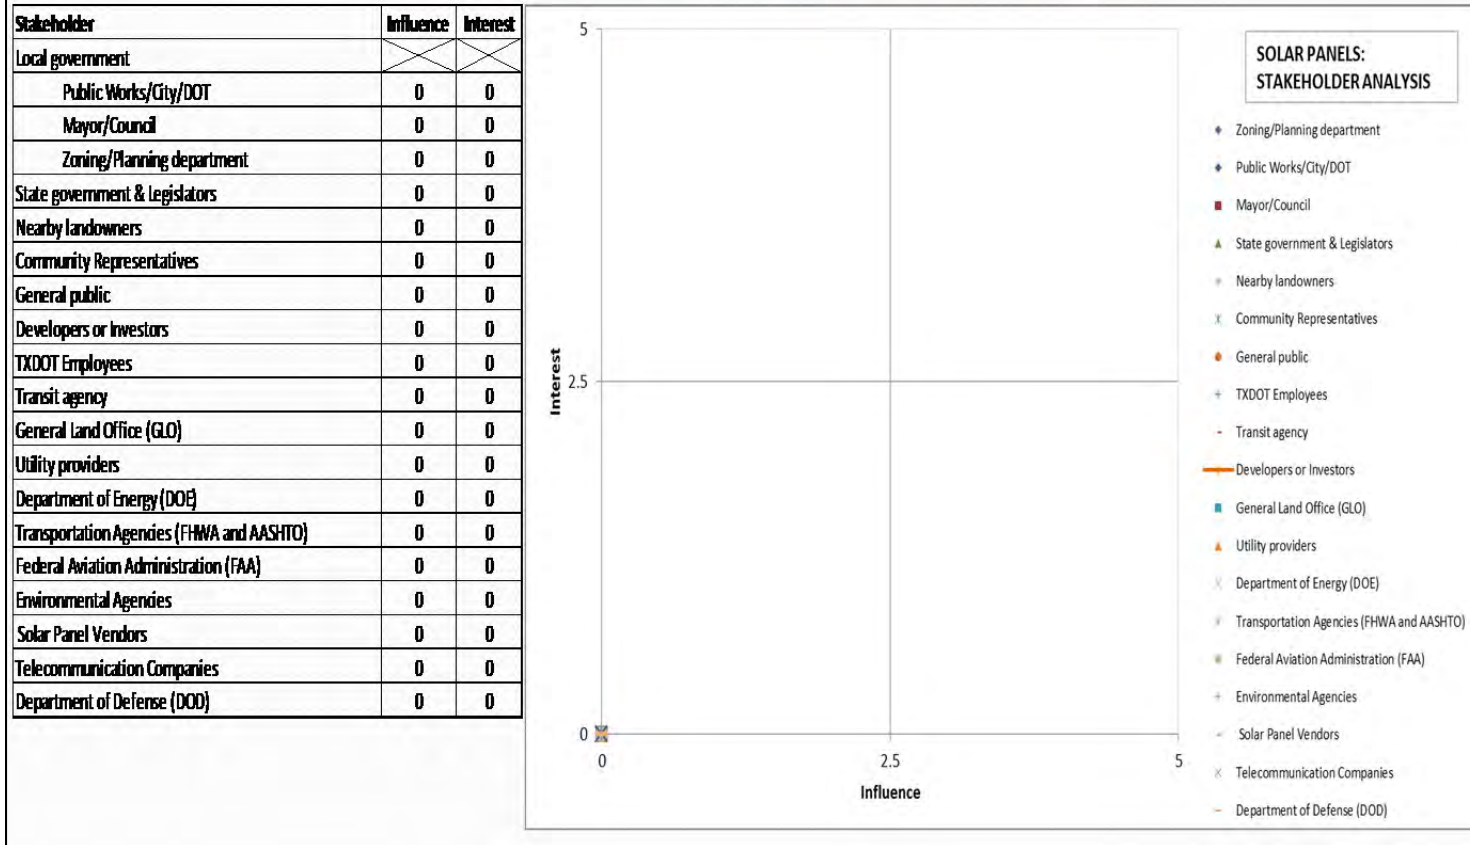 Stakeholder Influence Interest
Local government
Public Works/City/DOT 0 0
Mayor/Council 0 0
Zoning/Planning department 0 0
State government & Legislators 0 0
Nearby landowners 0 0
Community Representatives 0 0
General public 0 0
Developers or Investors 0 0
TXDOT Employees 0 0
Transit agency 0 0
General Land Office (GLO) 0 0
Utility providers 0 0
Department of Energy (DOE) 0 0
Transportation Agencies (FHWA and AASHTO) 0 0
Federal Aviation Administration (FAA) 0 0
Environmental Agencies 0 0
Solar Panel Vendors 0 0
Telecommunication Companies 0 0
Department of Defense (DOD) 0 0
5
Interest
2.5
0
0 2.5 5
Influence
SOLAR PANELS:
STAKEHOLDER ANALYSIS
Zoning/Planning department
Public Works/City/DOT
Mayor/Council
State government & Legislators
Nearby landowners
Community Representatives
General public
TXDOT Employees
Transit agency
Developers or Investors
General Land Office (GLO)
Utility providers
Department of Energy (DOE)
Transportation Agencies (FHWA and AASHTO)
Federal Aviation Administration (FAA)
Environmental Agencies
Solar Panel Vendors
Telecommunication Companies
Department of Defense (DOD)